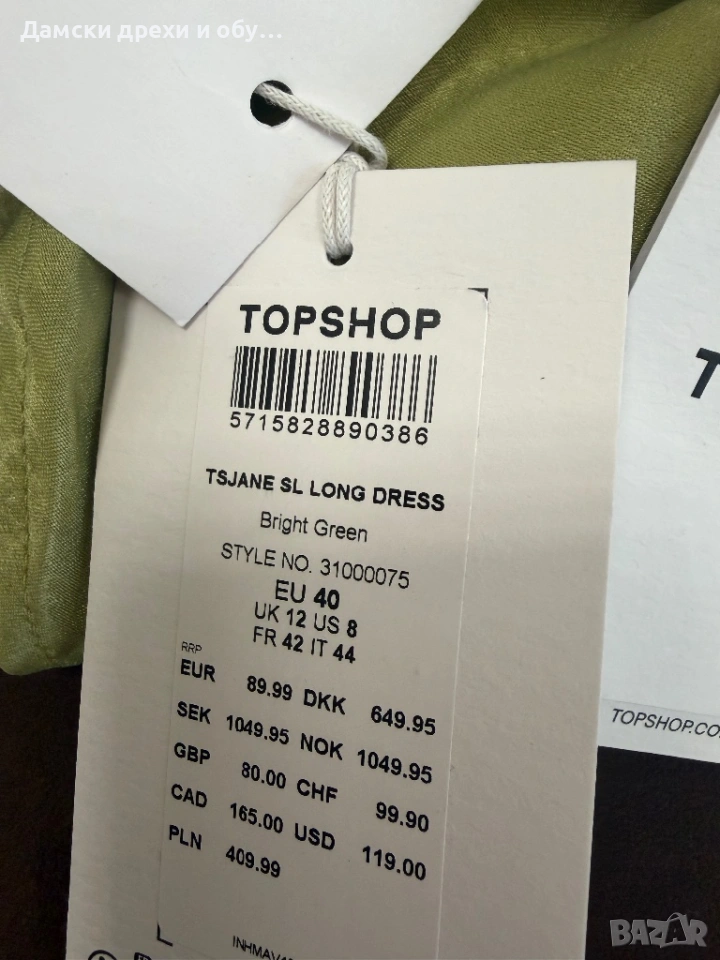 Дамски дрехи и обу...
TOPSHOP
5715828890386
TSJANE SL LONG DRESS
Bright Green
STYLE NO. 31000075
EU 40
UK 12 US 8
FR 42 IT 44
RRP
EUR 89.99 DKK 649.95
SEK 1049.95 NOK 1049.95
GBP 80.00 CHF 99.90
CAD 165.00 USD 119.00
PLN 409.99
T
TOPSHOP.CO
BAZAR